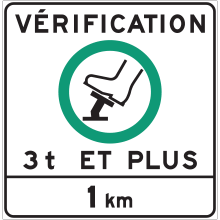 VÉRIFICATION
3 t ET PLUS
1 km